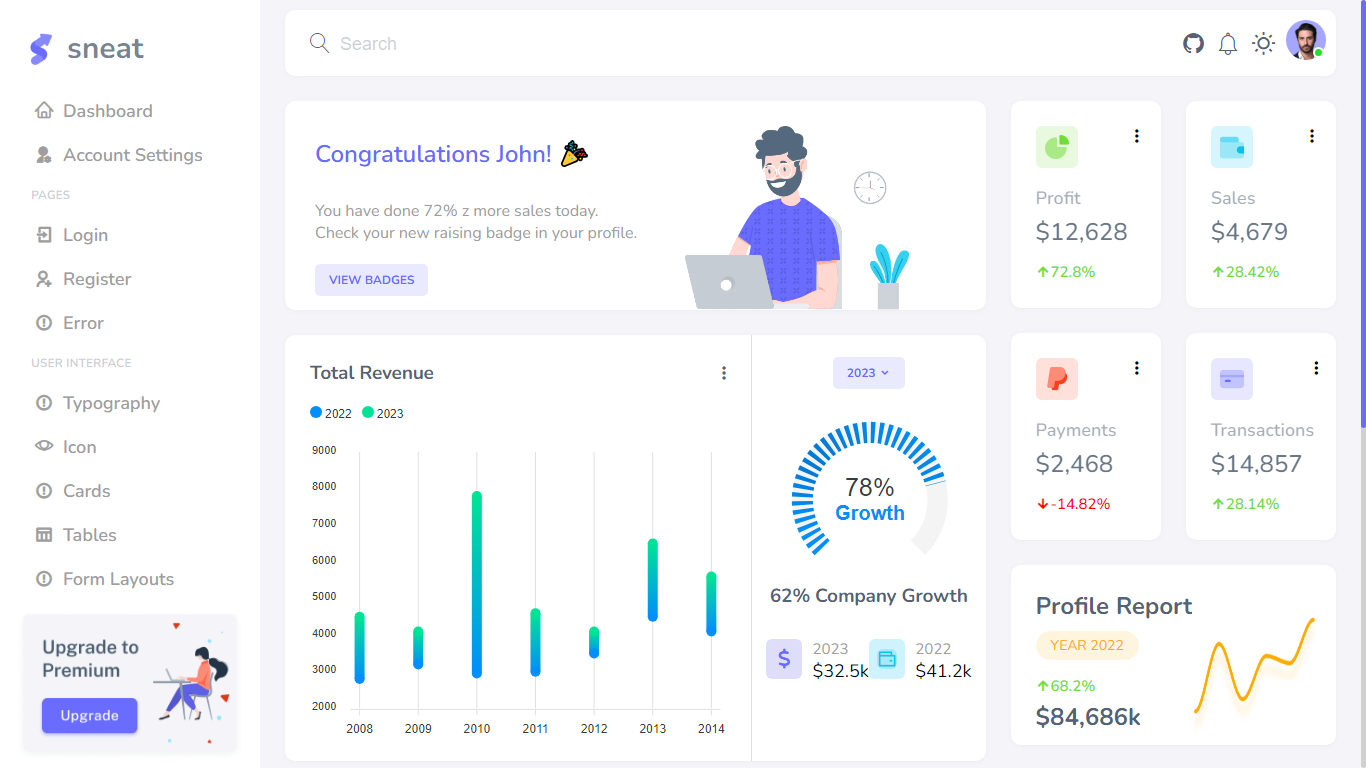 sneat
Dashboard
Account Settings
PAGES
Login
Register
Error
USER INTERFACE
Typography
Icon
Cards
Tables
Form Layouts
Upgrade to
Premium
Upgrade
Search
Congratulations John!
You have done 72% z more sales today.
Check your new raising badge in your profile.
VIEW BADGES
Profit
$12,628
72.8%
Sales
$4,679
28.42%
Total Revenue
2022 2023
9000
8000
7000
6000
5000
4000
3000
2000
2008 2009 2010 2011 2012 2013 2014
2023
78%
Growth
62% Company Growth
2023
$32.5k
2022
$41.2k
Payments
$2,468
-14.82%
Transactions
$14,857
28.14%
Profile Report
YEAR 2022
68.2%
$84,686k